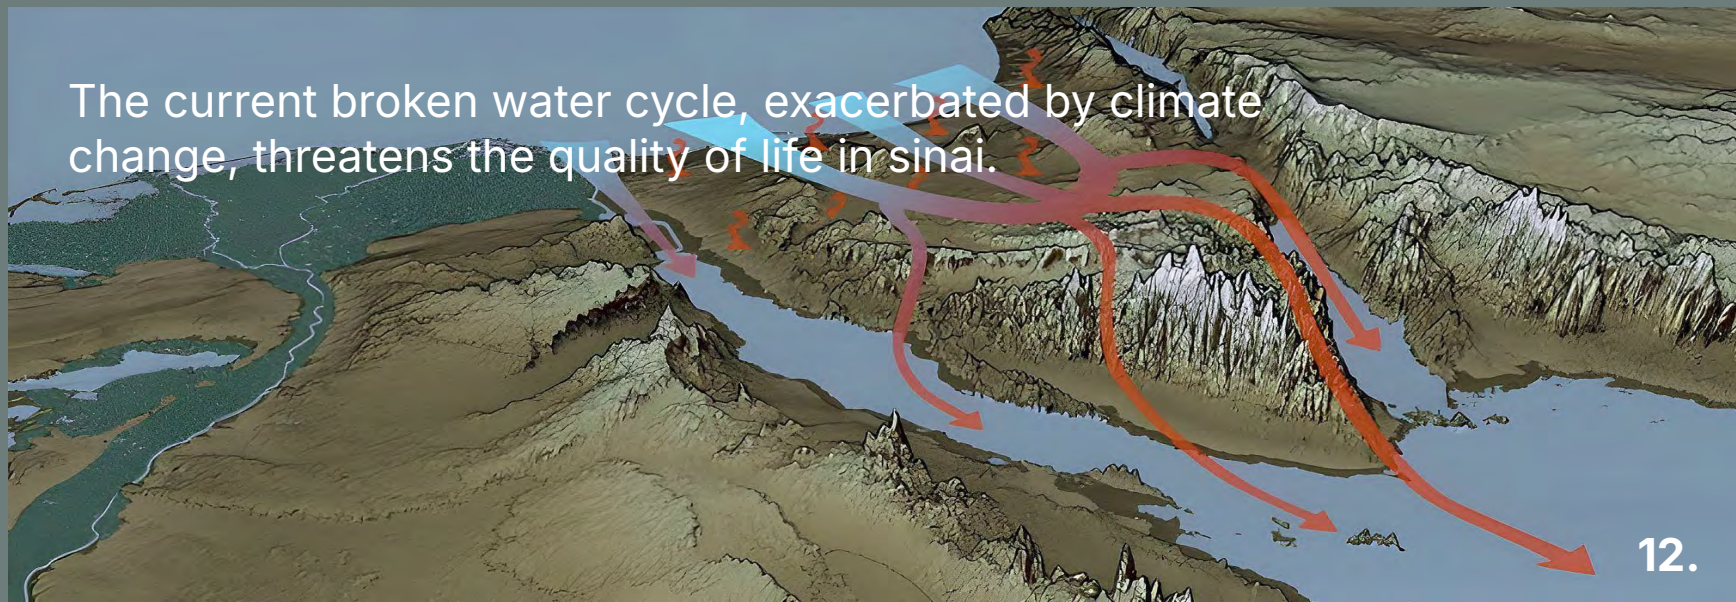 The current broken water cycle, exacerbated by climate
change, threatens the quality of life in sinai.
12.